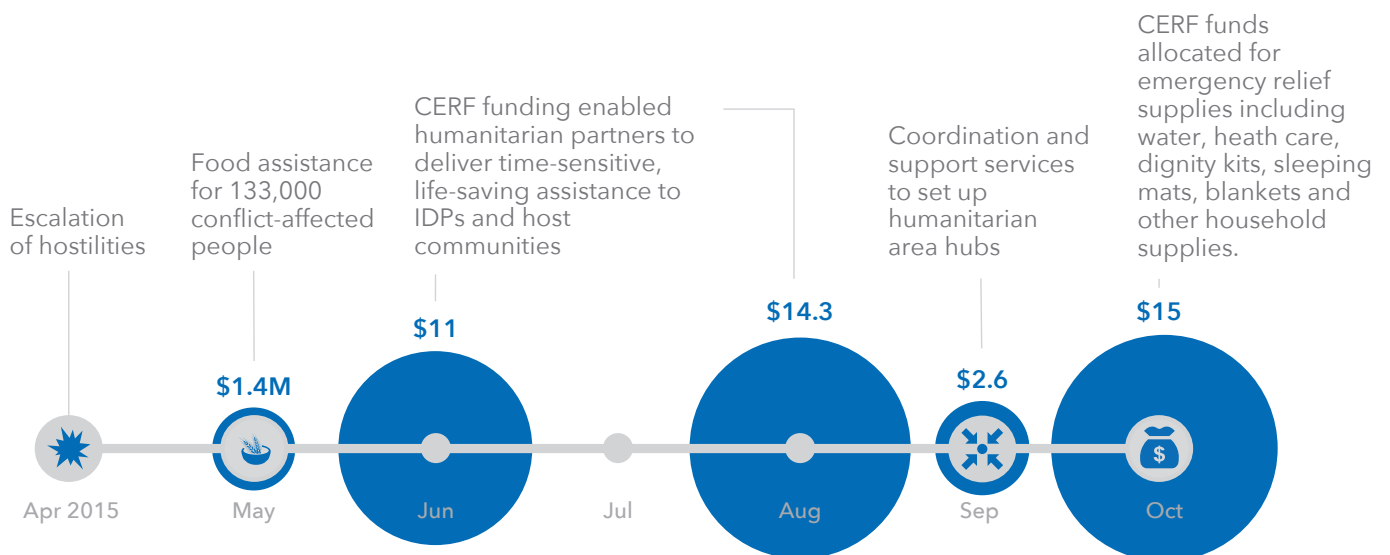 Escalation
of hostilities
Food assistance
for 133,000
conflict-affected
people
CERF funding enabled
humanitarian partners to
deliver time-sensitive,
life-saving assistance to
IDPs and host
communities
Coordination and
support services
to set up
humanitarian
area hubs
CERF funds
allocated for
emergency relief
supplies including
water, heath care,
dignity kits, sleeping
mats, blankets and
other household
supplies.
$1.4M
$11
$14.3
$2.6
$15
$
Apr 2015
May
Jun
Jul
Aug
Sep
Oct